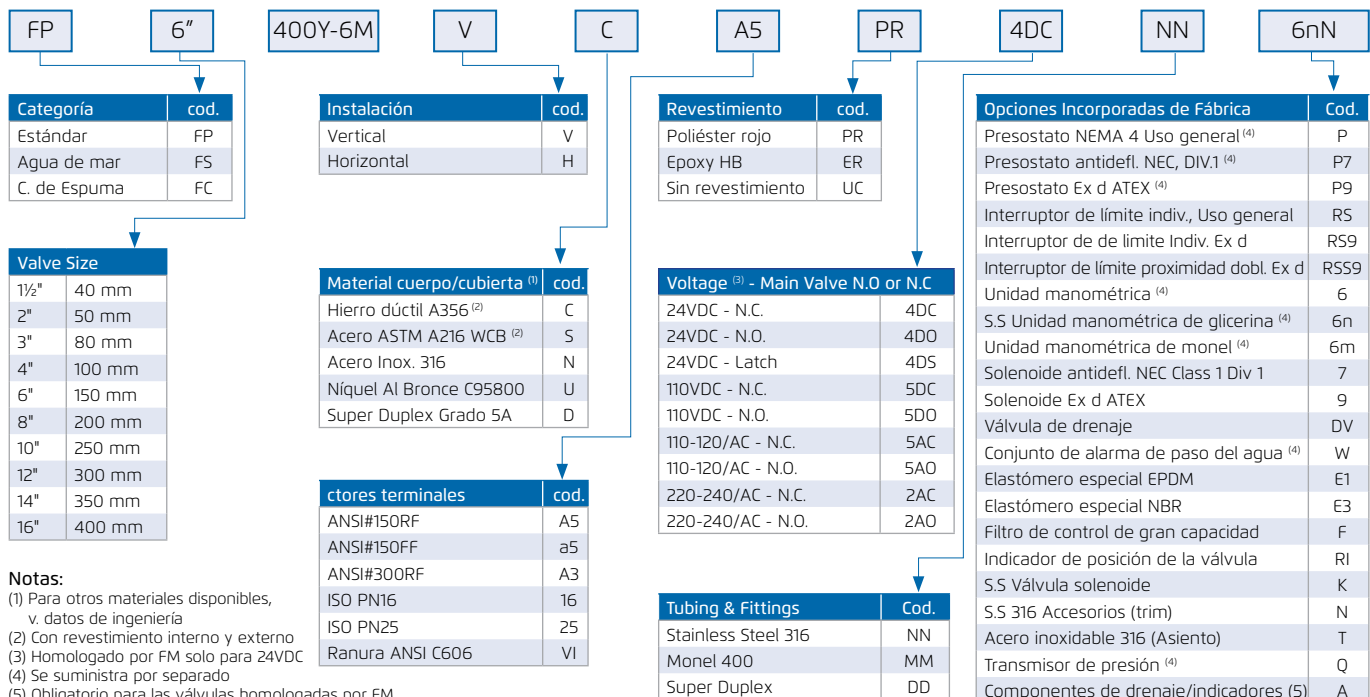 FP 6" 400Y-6M V C A5 PR 4DC NN 6nN
Categoría cod.
Estándar FP
Agua de mar FS
C. de Espuma FC
Valve Size
1½" 40 mm
2" 50 mm
3" 80 mm
4" 100 mm
6" 150 mm
8" 200 mm
10" 250 mm
12" 300 mm
14" 350 mm
16" 400 mm
Notas:
(1) Para otros materiales disponibles,
v. datos de ingeniería
(2) Con revestimiento interno y externo
(3) Homologado por FM solo para 24VDC
(4) Se suministra por separado
(5) Obligatorio para las válvulas homologadas por FM
Instalación cod.
Vertical V
Horizontal H
Material cuerpo/cubierta (1) cod.
Hierro dúctil A356 (2) C
Acero ASTM A216 WCB (2) S
Acero Inox. 316 N
Níquel Al Bronce C95800 U
Super Duplex Grado 5A D
ctores terminales cod.
ANSI#150RF A5
ANSI#150FF a5
ANSI#300RF A3
ISO PN16 16
ISO PN25 25
Ranura ANSI C606 VI
Revestimiento cod.
Poliéster rojo PR
Epoxy HB ER
Sin revestimiento UC
Voltage (3) - Main Valve N.O or N.C
24VDC - N.C. 4DC
24VDC - N.O. 4DO
24VDC - Latch 4DS
110VDC - N.C. 5DC
110VDC - N.O. 5DO
110-120/AC - N.C. 5AC
110-120/AC - N.O. 5AO
220-240/AC - N.C. 2AC
220-240/AC - N.O. 2AO
Tubing & Fittings Cod.
Stainless Steel 316 NN
Monel 400 MM
Super Duplex DD
Opciones Incorporadas de Fábrica Cod.
Presostato NEMA 4 Uso general (4) P
Presostato antidefl. NEC, DIV.1 (4) P7
Presostato Ex d ATEX (4) P9
Interruptor de límite indiv., Uso general RS
Interruptor de de limite Indiv. Ex d RS9
Interruptor de límite proximidad dobl. Ex d RSS9
Unidad manométrica (4) 6
S.S Unidad manométrica de glicerina (4) 6n
Unidad manométrica de monel (4) 6m
Solenoide antidefl. NEC Class 1 Div 1 7
Solenoide Ex d ATEX 9
Válvula de drenaje DV
Conjunto de alarma de paso del agua (4) W
Elastómero especial EPDM E1
Elastómero especial NBR E3
Filtro de control de gran capacidad F
Indicador de posición de la válvula RI
S.S Válvula solenoide K
S.S 316 Accesorios (trim) N
Acero inoxidable 316 (Asiento) T
Transmisor de presión (4) Q
Componentes de drenaje/indicadores (5) A